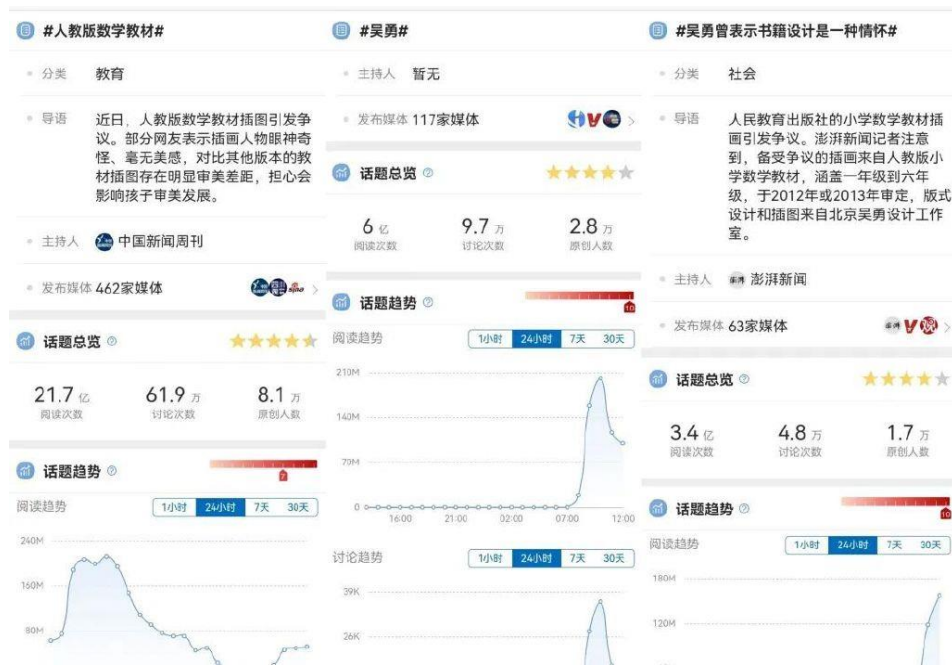 #人教版数学教材#
分类 教育
导语 近日，人教版数学教材插图引发争
议。部分网友表示插画人物眼神奇
怪、毫无美感，对比其他版本的教
材插图存在明显审美差距，担心会
影响孩子审美发展。
主持人 中国新闻周刊
发布媒体 462家媒体
话题总览
21.7 亿 61.9 万 8.1 万
阅读次数 讨论次数 原创人数
话题趋势
7
阅读趋势 1小时 24小时 7天 30天
240M
160M
80M
#吴勇#
主持人 暂无
发布媒体 117家媒体
话题总览
6 亿 9.7 万 2.8 万
阅读次数 讨论次数 原创人数
话题趋势
10
阅读趋势 1小时 24小时 7天 30天
210M
140M
70M
0
16:00 21:00 02:00 07:00 12:00
讨论趋势 1小时 24小时 7天 30天
39K
26K
#吴勇曾表示书籍设计是一种情怀#
分类 社会
导语 人民教育出版社的小学数学教材插
画引发争议。澎湃新闻记者注意
到，备受争议的插画来自人教版小
学数学教材，涵盖一年级到六年
级，于2012年或2013年审定，版式
设计和插图来自北京吴勇设计工作
室。
主持人 澎湃新闻
发布媒体 63家媒体
话题总览
3.4 亿 4.8 万 1.7 万
阅读次数 讨论次数 原创人数
话题趋势
10
阅读趋势 1小时 24小时 7天 30天
180M
120M